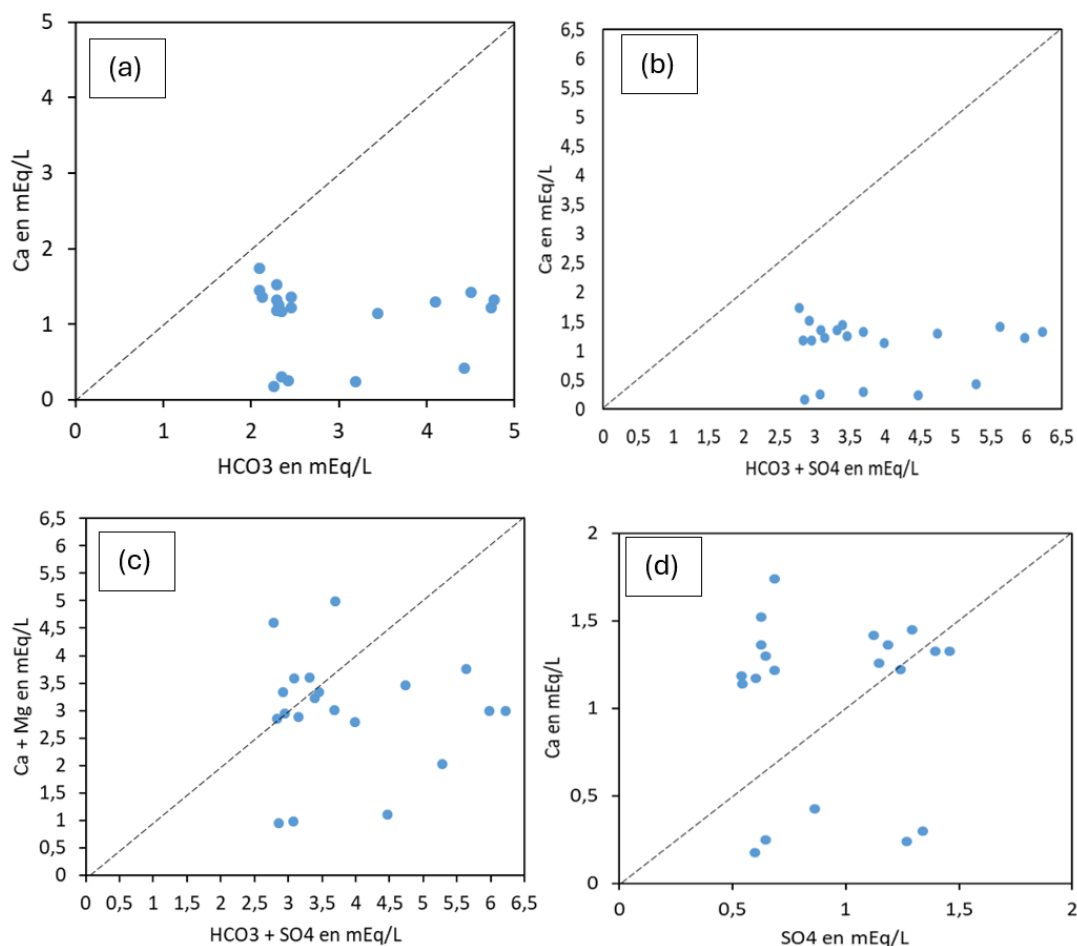 (a)
5
4
3
2
1
0
Ca en mEq/L
0 1 2 3 4 5
HCO3 en mEq/L
(b)
6,5
6
5,5
5
4,5
4
3,5
3
2,5
2
1,5
1
0,5
0
Ca en mEq/L
0 0,5 1 1,5 2 2,5 3 3,5 4 4,5 5 5,5 6 6,5
HCO3 + SO4 en mEq/L
(c)
6,5
6
5,5
5
4,5
4
3,5
3
2,5
2
1,5
1
0,5
0
Ca + Mg en mEq/L
0 0,5 1 1,5 2 2,5 3 3,5 4 4,5 5 5,5 6 6,5
HCO3 + SO4 en mEq/L
(d)
2
1,5
1
0,5
0
Ca en mEq/L
0 0,5 1 1,5 2
SO4 en mEq/L